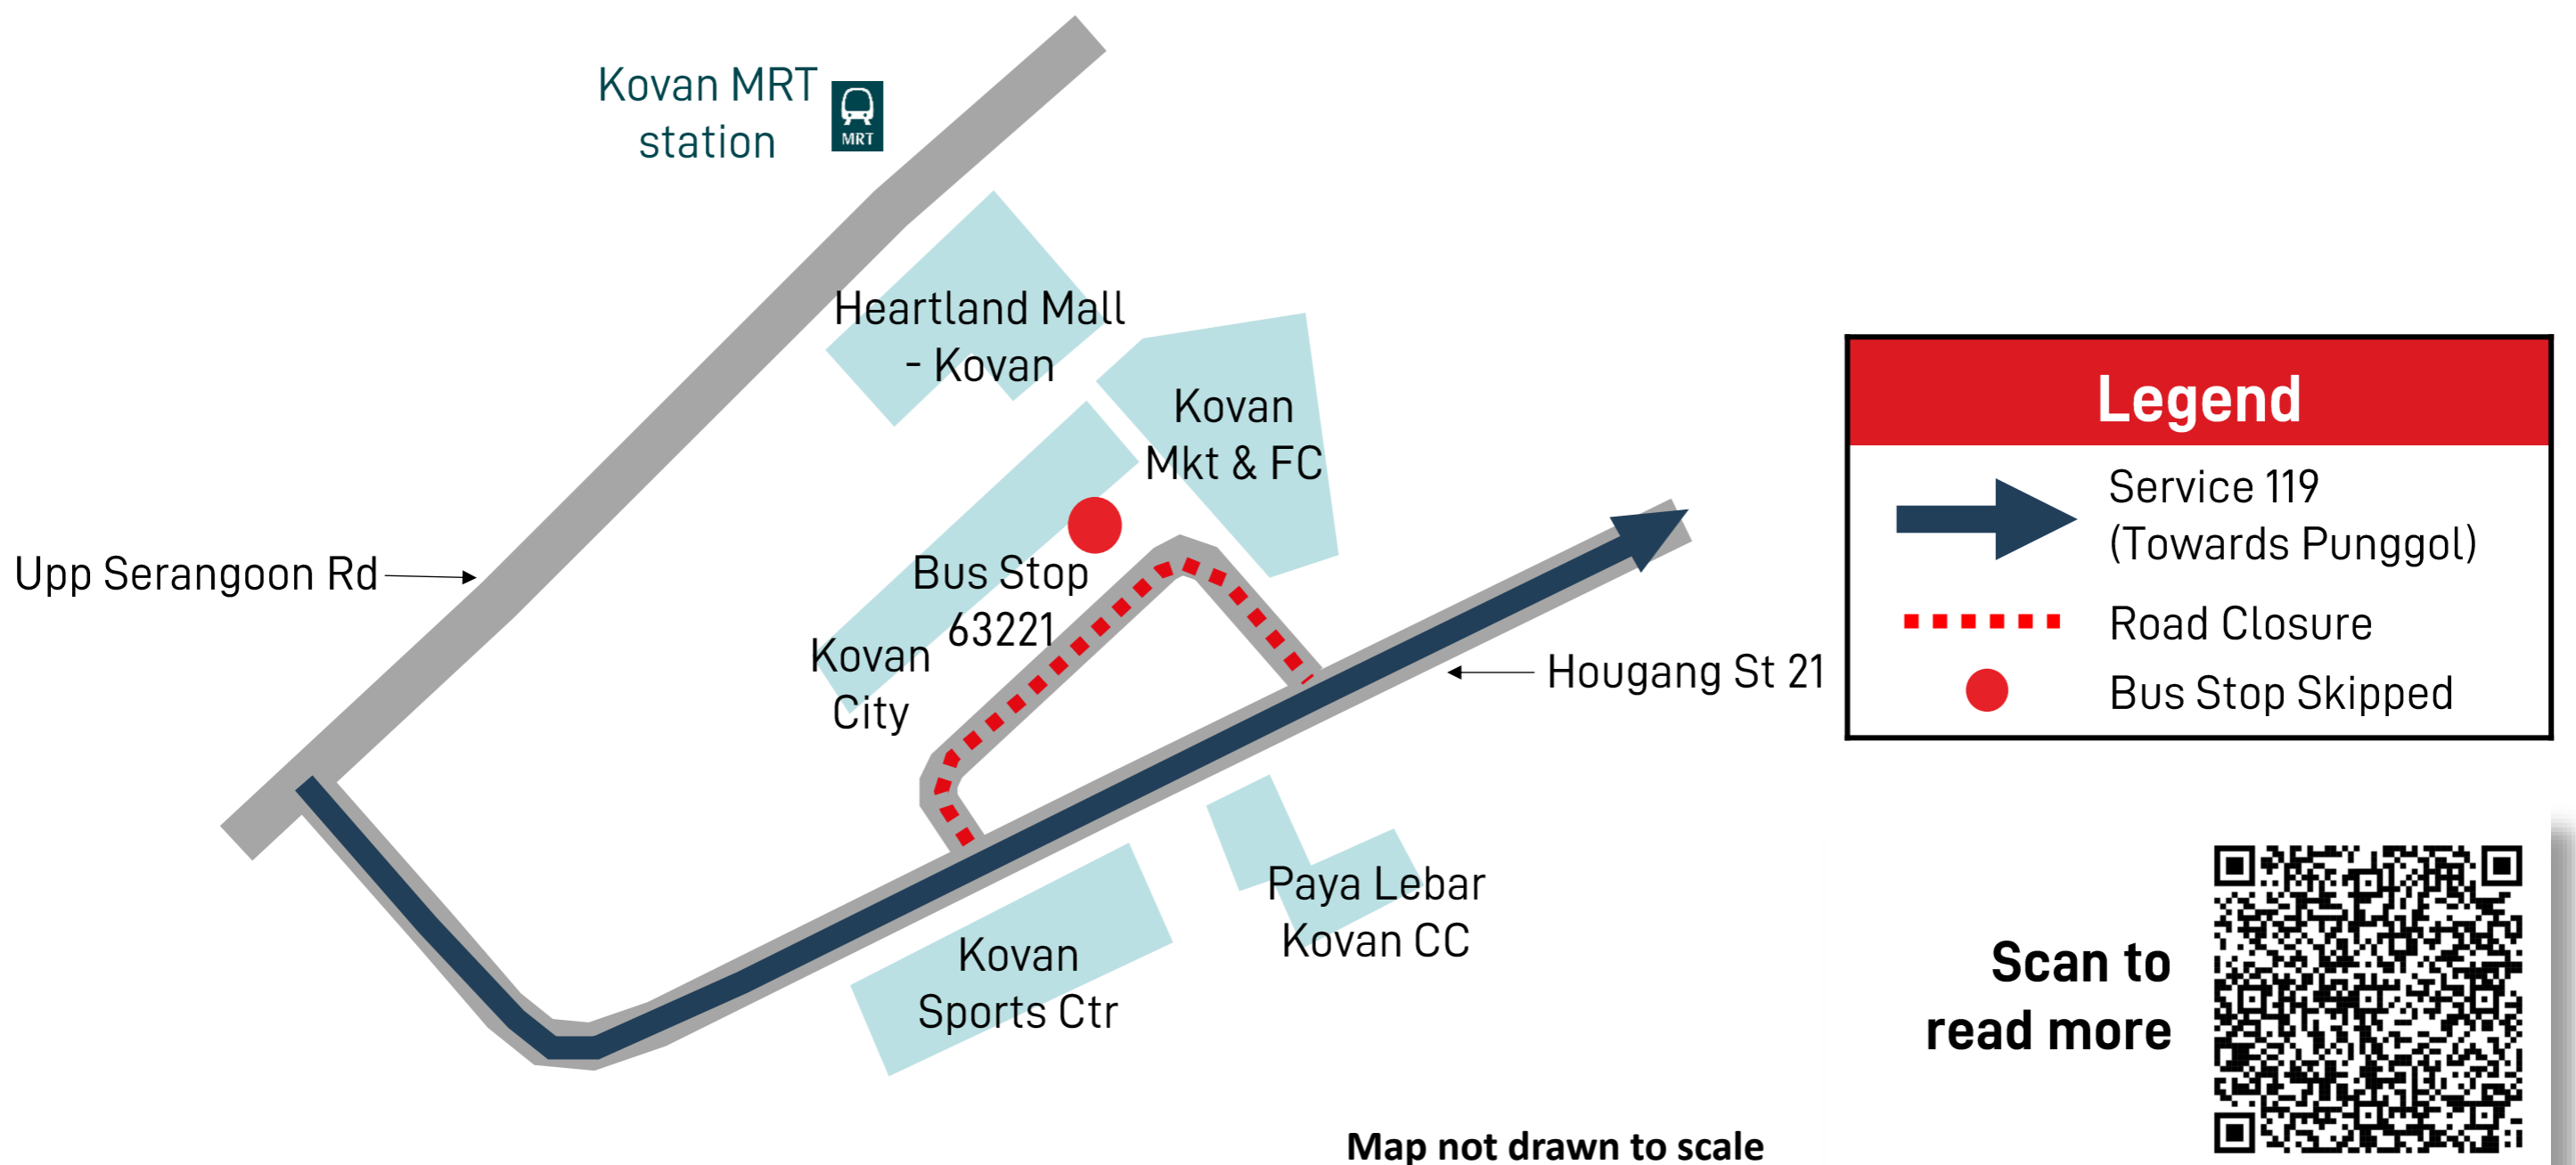 Kovan MRT
station
MRT
Heartland Mall
- Kovan
Kovan
Mkt & FC
Upp Serangoon Rd
Bus Stop
63221
Kovan
City
Hougang St 21
Paya Lebar
Kovan CC
Kovan
Sports Ctr
Legend
Service 119
(Towards Punggol)
Road Closure
Bus Stop Skipped
Scan to
read more
Map not drawn to scale